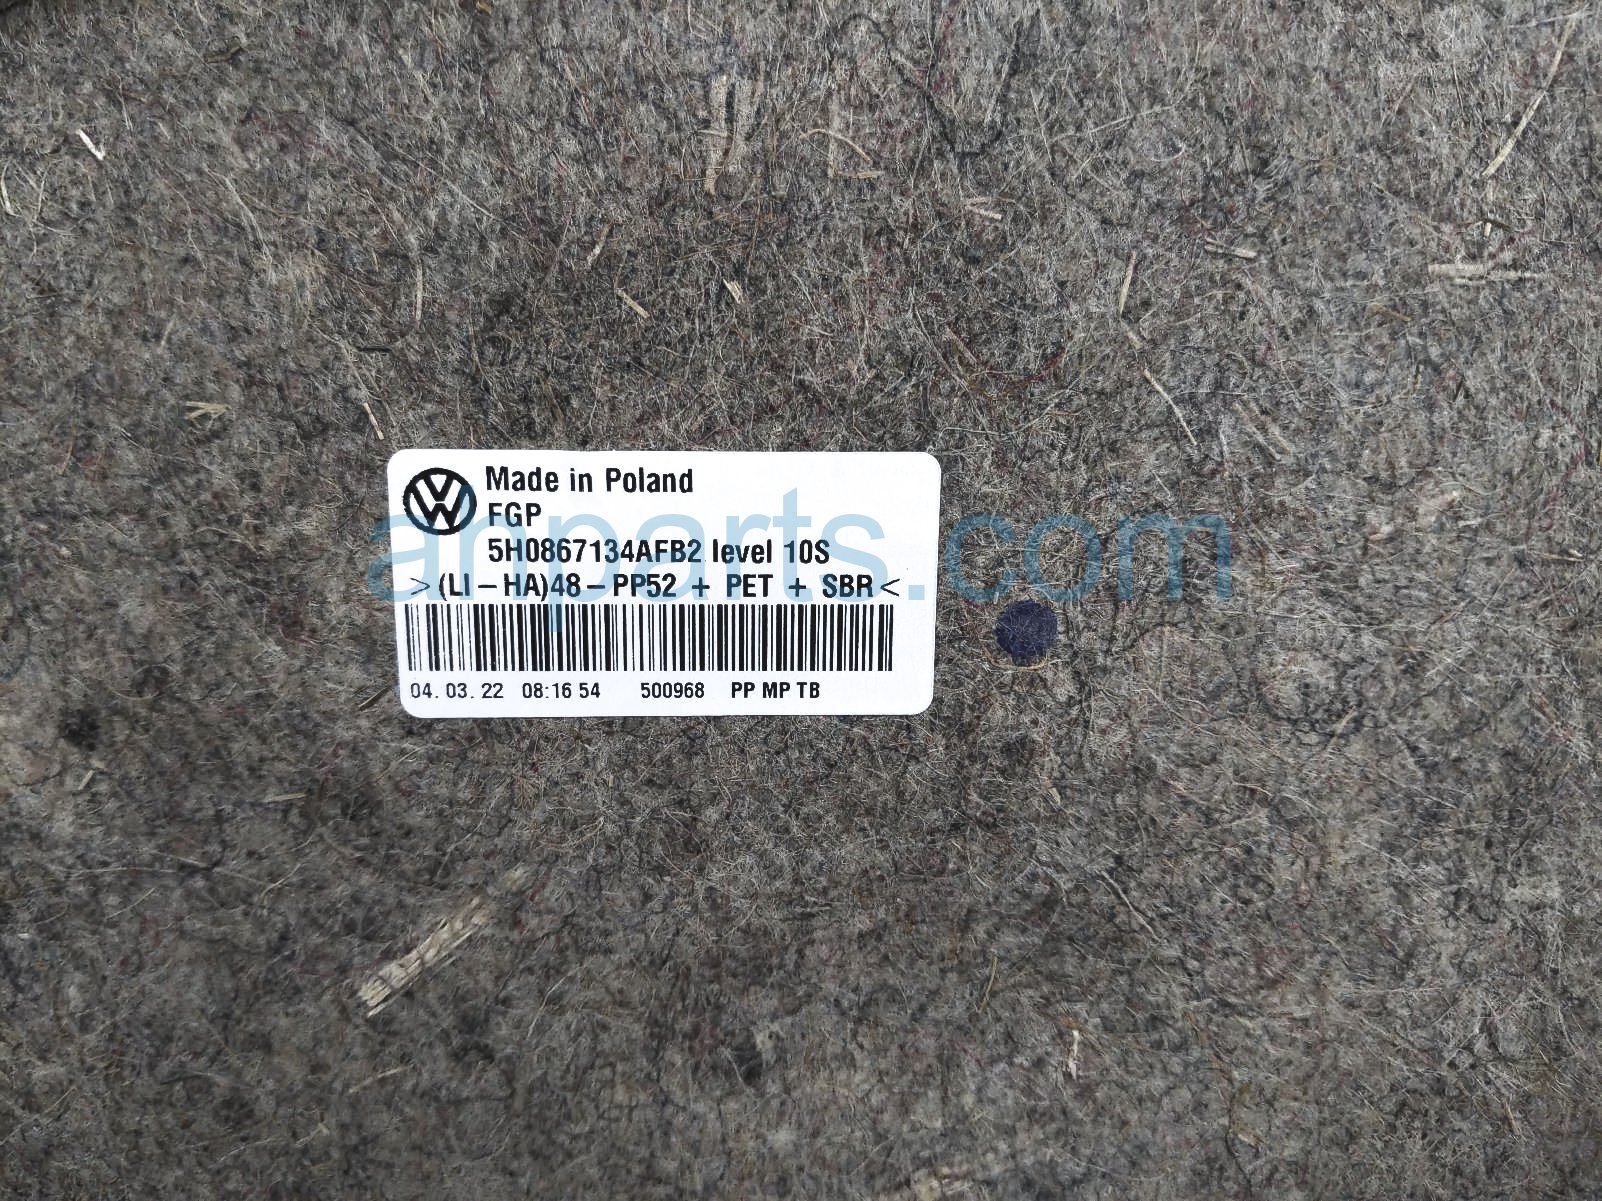 Made in Poland
FGP
5H0867134AFB2 level 10S
>(LI-HA)48-PP52 + PET + SBR<
04. 03. 22 08:16 54 500968 PP MP TB
anparts.com